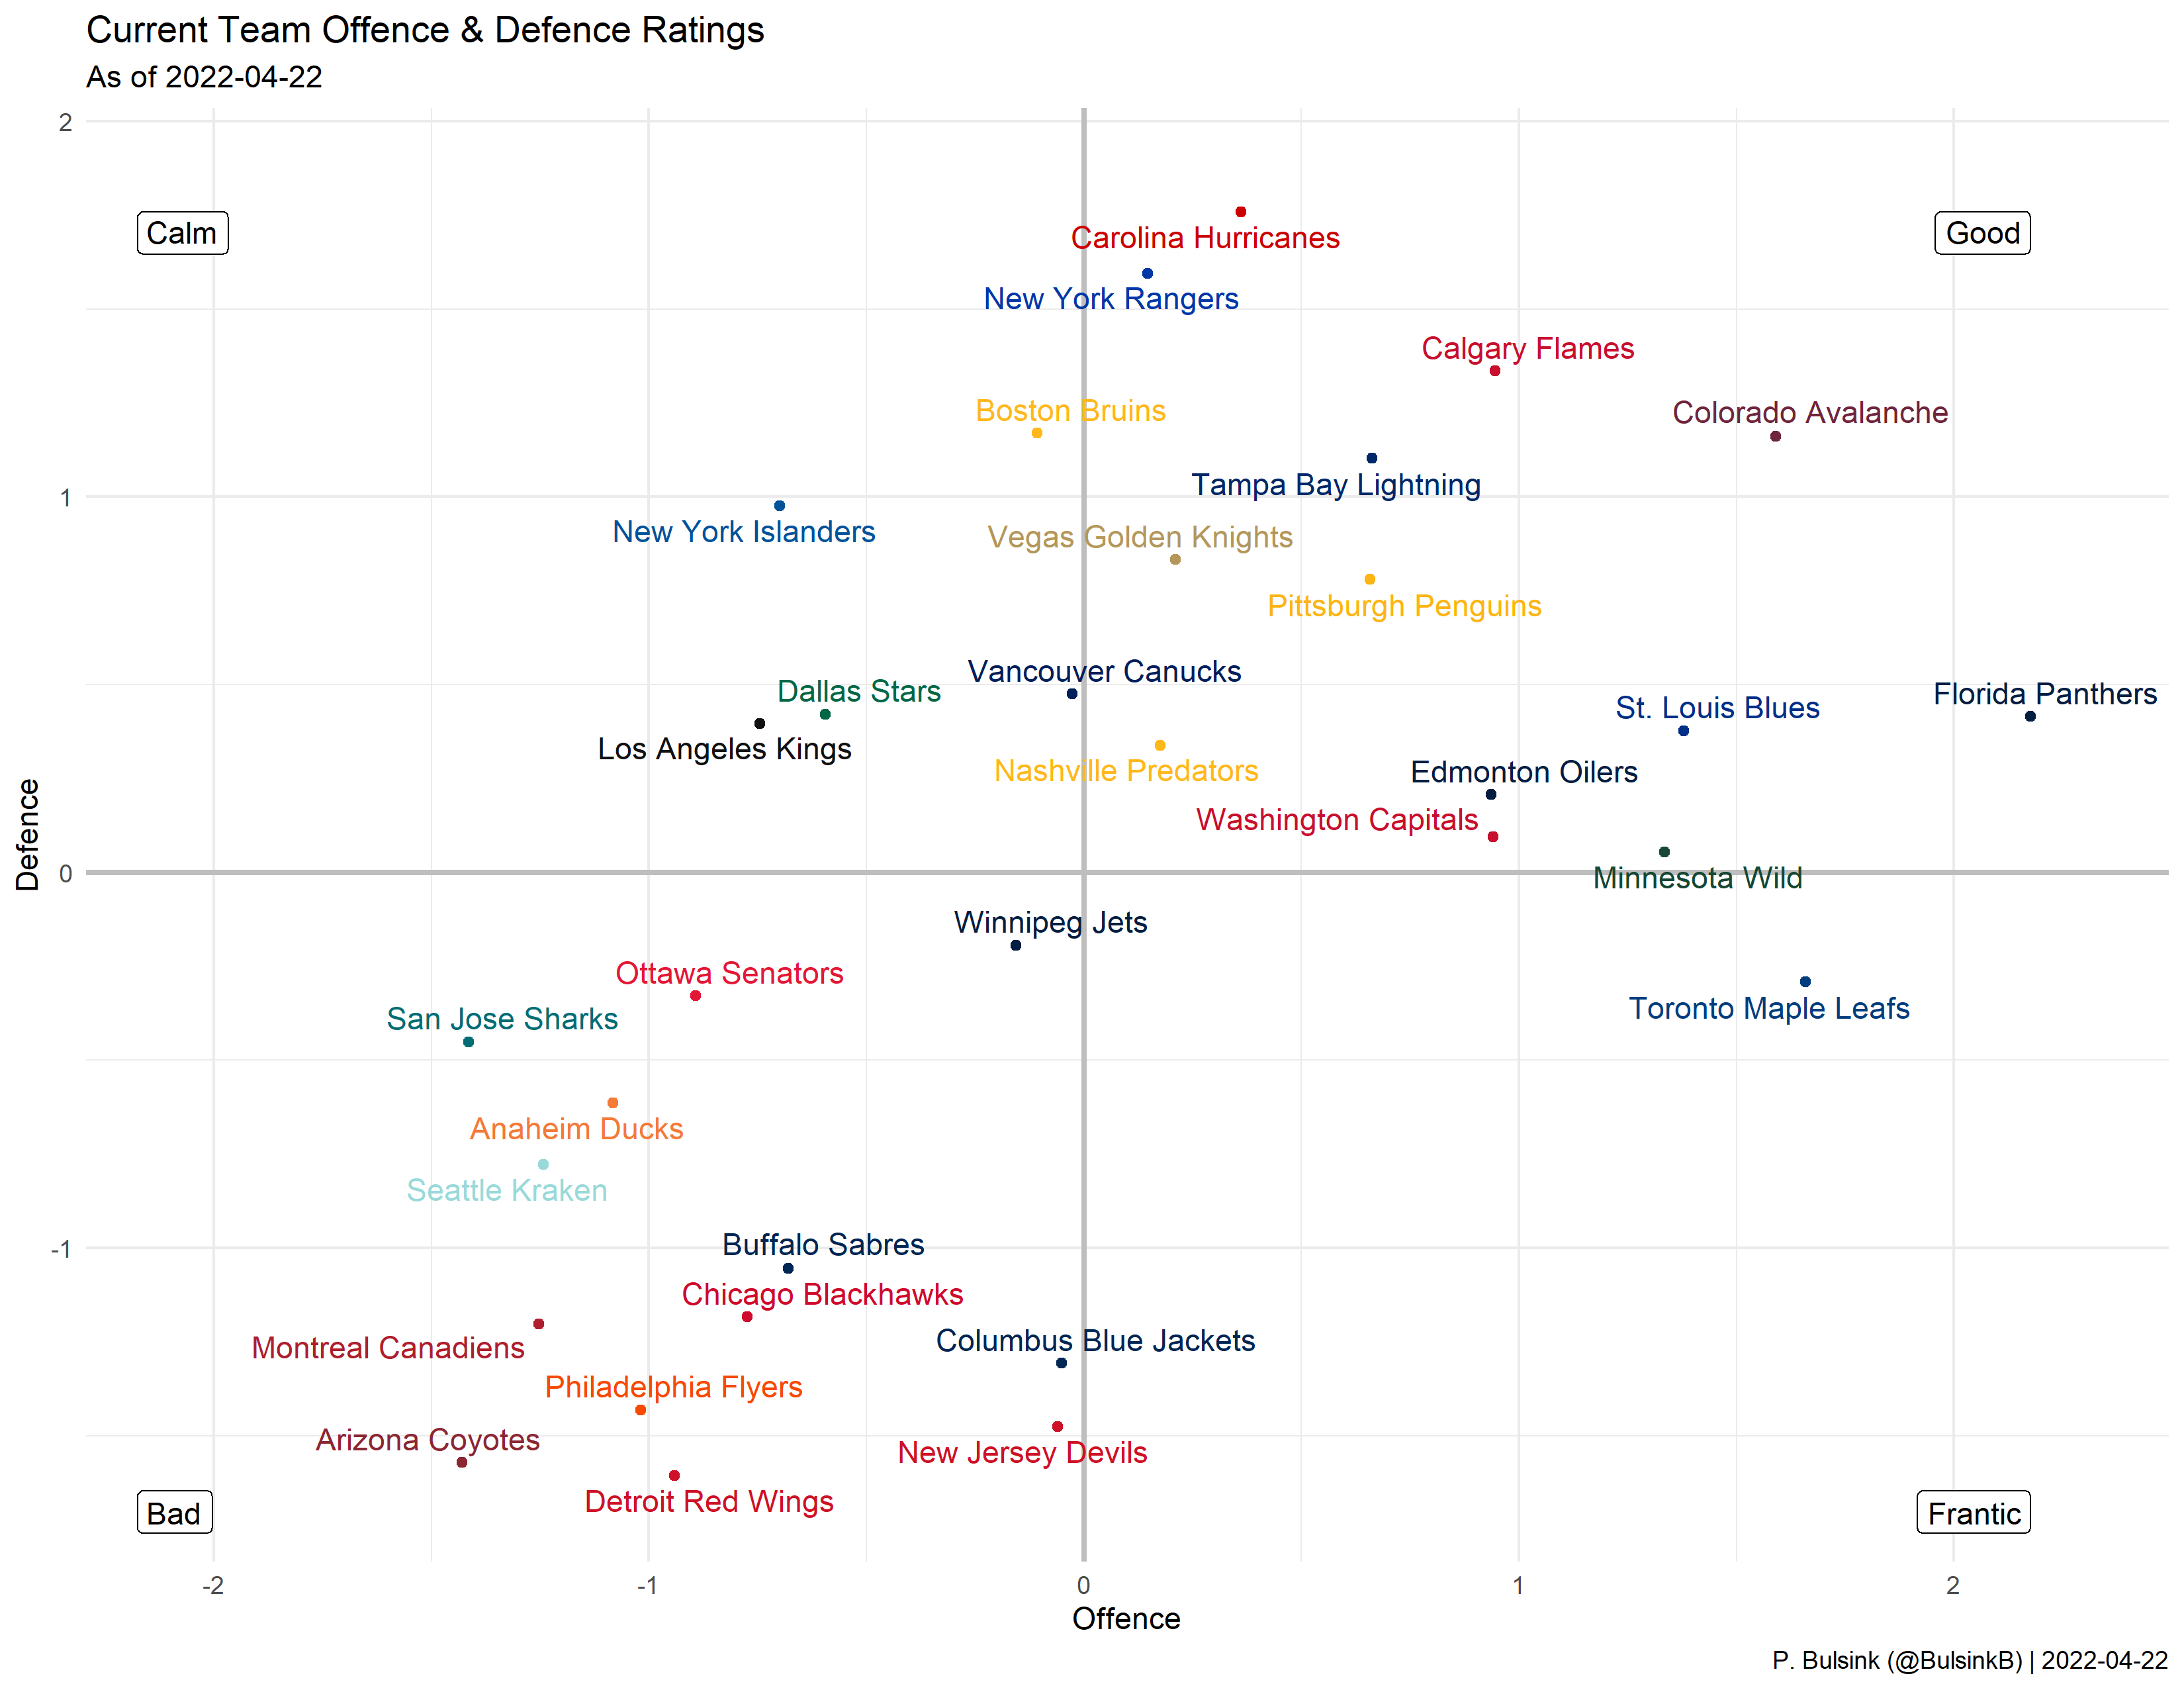 Current Team Offence & Defence Ratings
As of 2022-04-22
2
Calm
Good
Carolina Hurricanes
New York Rangers
Calgary Flames
Boston Bruins
Colorado Avalanche
Tampa Bay Lightning
1
New York Islanders
Vegas Golden Knights
Pittsburgh Penguins
Vancouver Canucks
Dallas Stars
Florida Panthers
St. Louis Blues
Los Angeles Kings
Nashville Predators
Edmonton Oilers
Washington Capitals
Defence
0
Minnesota Wild
Winnipeg Jets
Ottawa Senators
Toronto Maple Leafs
San Jose Sharks
Anaheim Ducks
Seattle Kraken
-1
Buffalo Sabres
Chicago Blackhawks
Columbus Blue Jackets
Montreal Canadiens
Philadelphia Flyers
Arizona Coyotes
New Jersey Devils
Detroit Red Wings
Bad
Frantic
-2
-1
0
1
2
Offence
P. Bulsink (@BulsinkB) | 2022-04-22